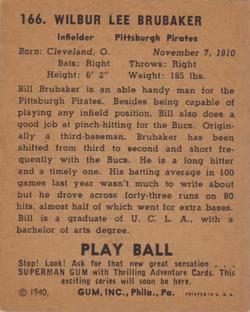 166. WILBUR LEE BRUBAKER
Infielder Pittsburgh Pirates
Born: Cleveland, O. November 7, 1910
Bats: Right Throws: Right
Height: 6' 2" Weight: 185 lbs.
Bill Brubaker is an able handy man for the
Pittsburgh Pirates. Besides being capable of
playing any infield position, Bill also does a
good job at pinch-hitting for the Bucs. Origin-
ally a third-baseman, Brubaker has been
shifted from third to second and short fre-
quently with the Bucs. He is a long hitter
and a timely one. His batting average in 100
games last year wasn't much to write about
but he drove across forty-three runs on 80
hits, almost half of which went for extra bases.
Bill is a graduate of U. C. L. A., with a
bachelor of arts degree.
PLAY BALL
Stop! Look! Ask for that new great sensation . . .
SUPERMAN GUM with Thrilling Adventure Cards. This
exciting series will soon be here.
© 1940, GUM, INC., Phila., Pa. PRINTED IN U. S. A.